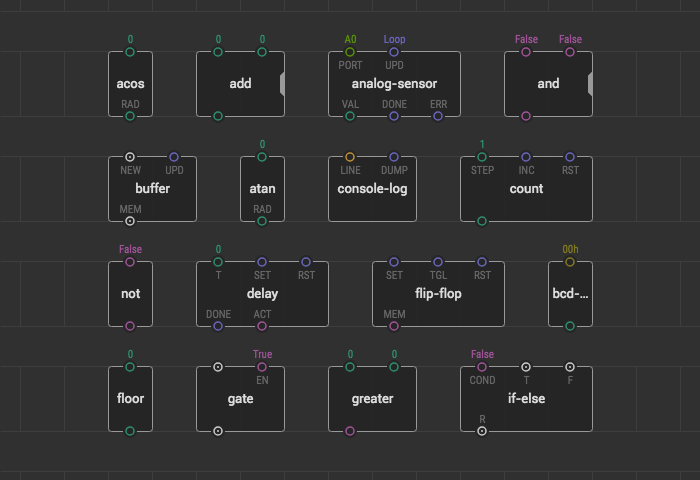 0 0 0 A0 Loop False False
PORT UPD
acos add analog-sensor and
RAD VAL DONE ERR
0 1
NEW UPD LINE DUMP STEP INC RST
buffer atan console-log count
MEM RAD
False 0 00h
T SET RST SET TGL RST
not delay flip-flop bcd-...
DONE ACT MEM
0 True 0 0 False
EN COND T F
floor gate greater if-else
R